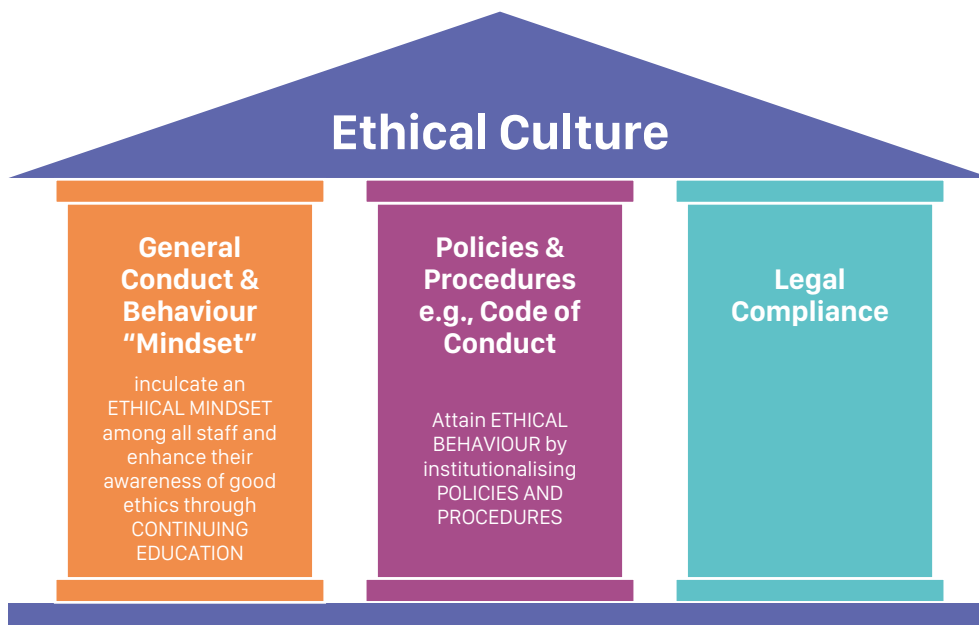 Ethical Culture
General
Conduct &
Behaviour
“Mindset”
inculcate an
ETHICAL MINDSET
among all staff and
enhance their
awareness of good
ethics through
CONTINUING
EDUCATION
Policies &
Procedures
e.g., Code of
Conduct
Attain ETHICAL
BEHAVIOUR by
institutionalising
POLICIES AND
PROCEDURES
Legal
Compliance